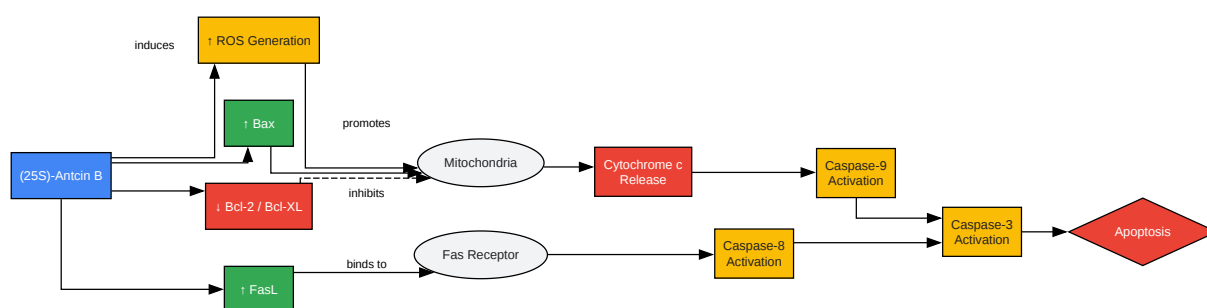 induces
↑ ROS Generation
↑ Bax
promotes
(25S)-Antcin B
↓ Bcl-2 / Bcl-XL
inhibits
Mitochondria
Cytochrome c
Release
Caspase-9
Activation
↑ FasL
binds to
Fas Receptor
Caspase-8
Activation
Caspase-3
Activation
Apoptosis